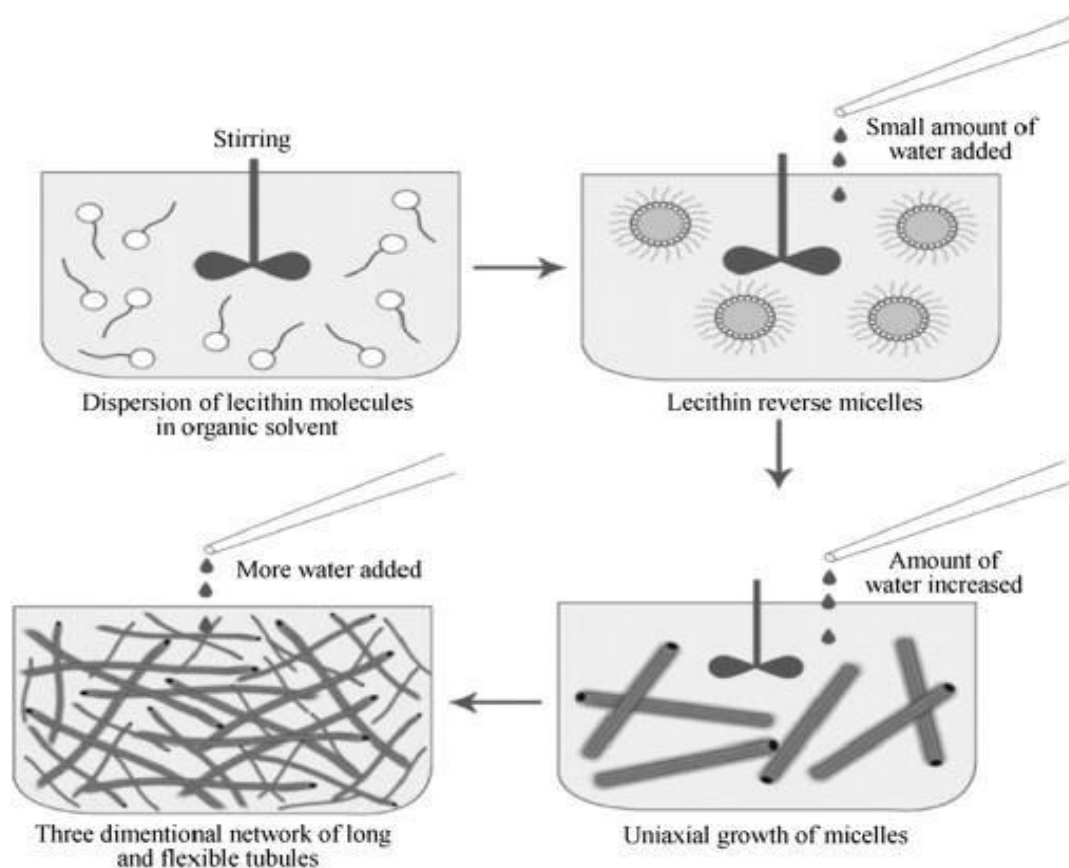 Stirring
Small amount of
water added
Dispersion of lecithin molecules
in organic solvent
Lecithin reverse micelles
More water added
Amount of
water increased
Three dimentional network of long
and flexible tubules
Uniaxial growth of micelles